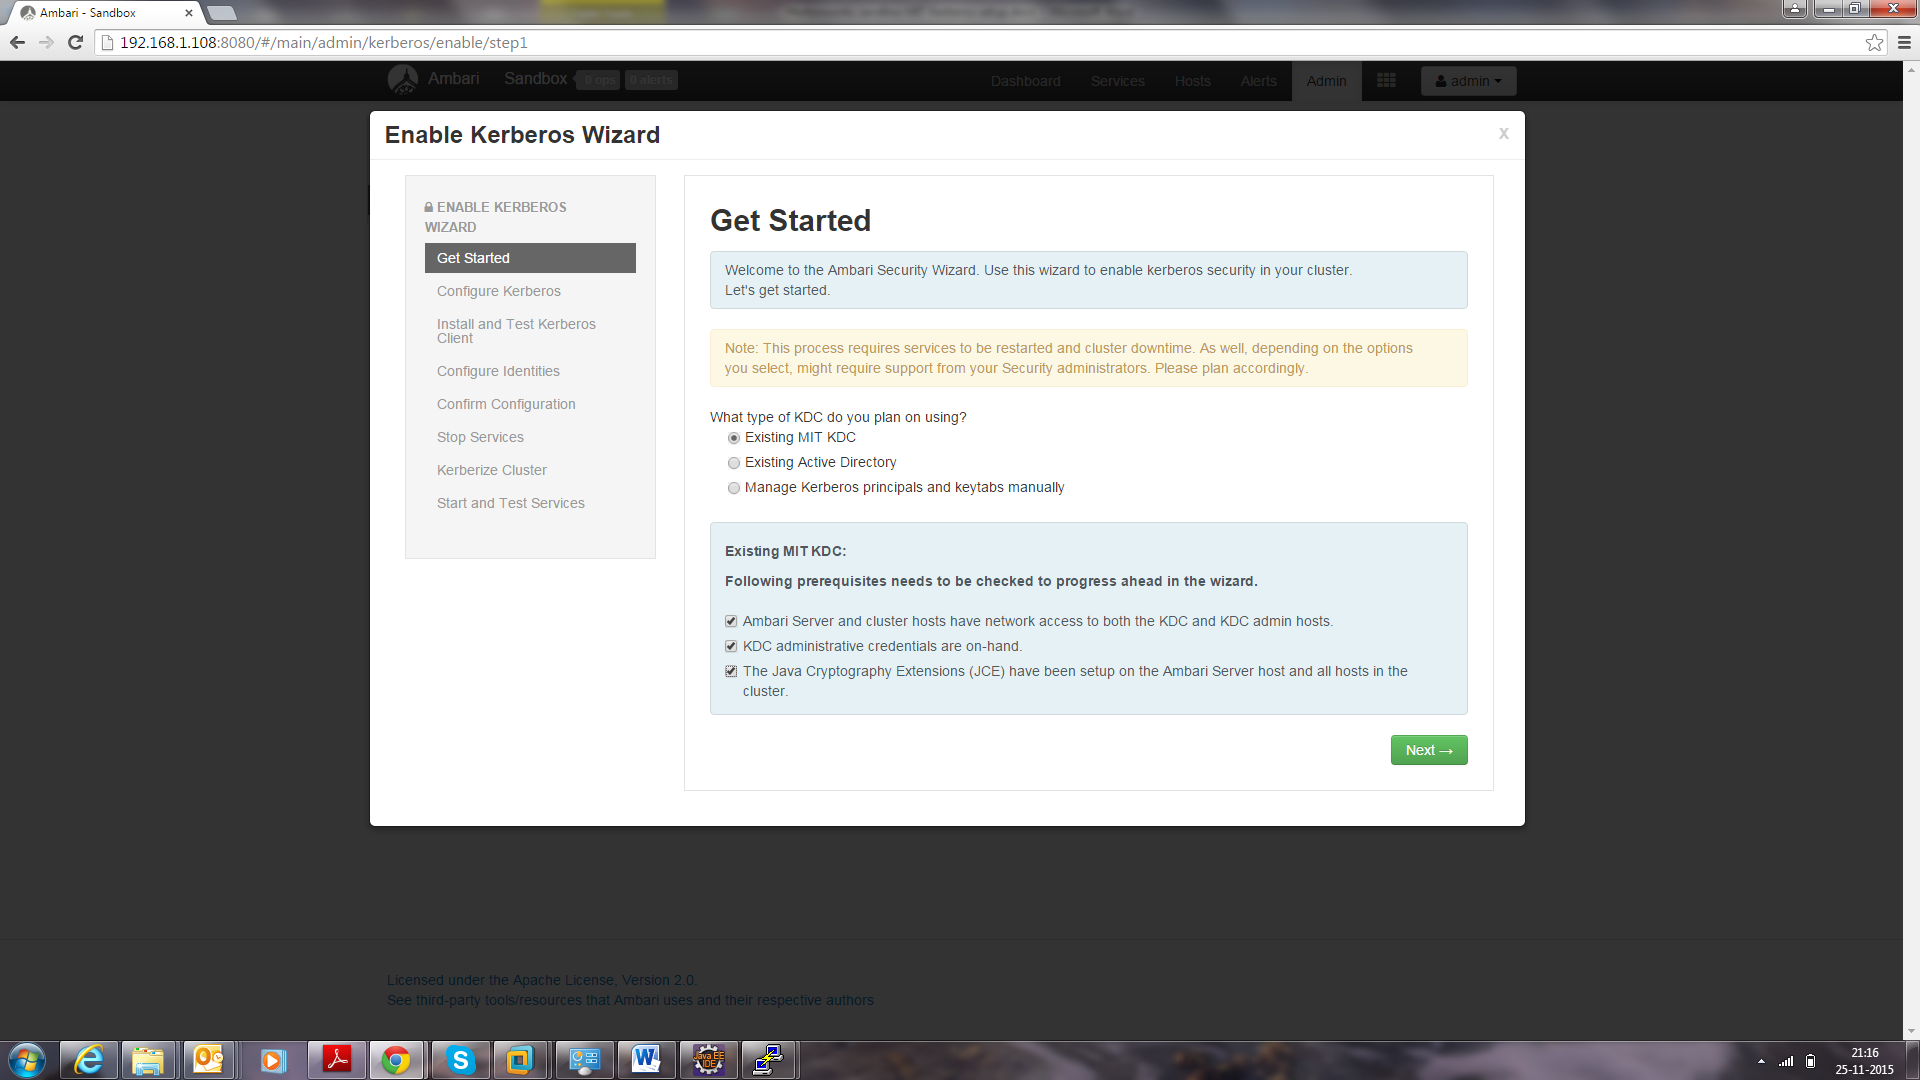 Ambari - Sandbox
192.168.1.108:8080/#/main/admin/kerberos/enable/step1
Ambari Sandbox 0 ops 0 alerts Dashboard Services Hosts Alerts Admin admin
Enable Kerberos Wizard x
ENABLE KERBEROS
WIZARD
Get Started
Configure Kerberos
Install and Test Kerberos
Client
Configure Identities
Confirm Configuration
Stop Services
Kerberize Cluster
Start and Test Services
Get Started
Welcome to the Ambari Security Wizard. Use this wizard to enable kerberos security in your cluster.
Let's get started.
Note: This process requires services to be restarted and cluster downtime. As well, depending on the options
you select, might require support from your Security administrators. Please plan accordingly.
What type of KDC do you plan on using?
Existing MIT KDC
Existing Active Directory
Manage Kerberos principals and keytabs manually
Existing MIT KDC:
Following prerequisites needs to be checked to progress ahead in the wizard.
Ambari Server and cluster hosts have network access to both the KDC and KDC admin hosts.
KDC administrative credentials are on-hand.
The Java Cryptography Extensions (JCE) have been setup on the Ambari Server host and all hosts in the
cluster.
Next →
Licensed under the Apache License, Version 2.0.
See third-party tools/resources that Ambari uses and their respective authors
Java EE
IDE
21:16
25-11-2015